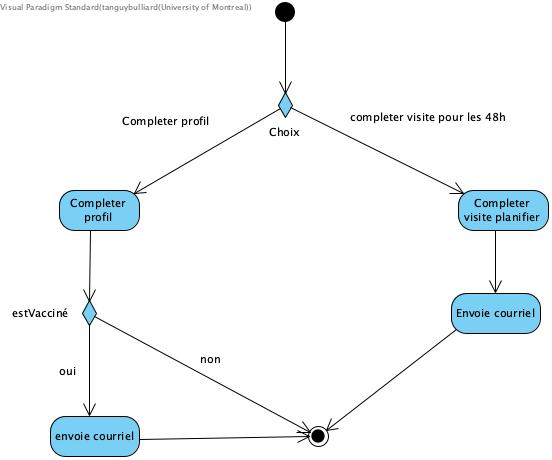 Visual Paradigm Standard(tanguybulliard(University of Montreal))
Completer profil
completer visite pour les 48h
Choix
Completer
profil
Completer
visite planifier
estVacciné
Envoie courriel
non
oui
envoie courriel